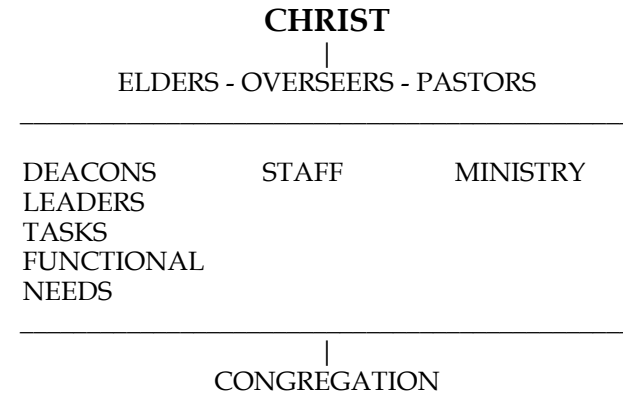 CHRIST
ELDERS - OVERSEERS - PASTORS
DEACONS STAFF MINISTRY
LEADERS
TASKS
FUNCTIONAL
NEEDS
CONGREGATION